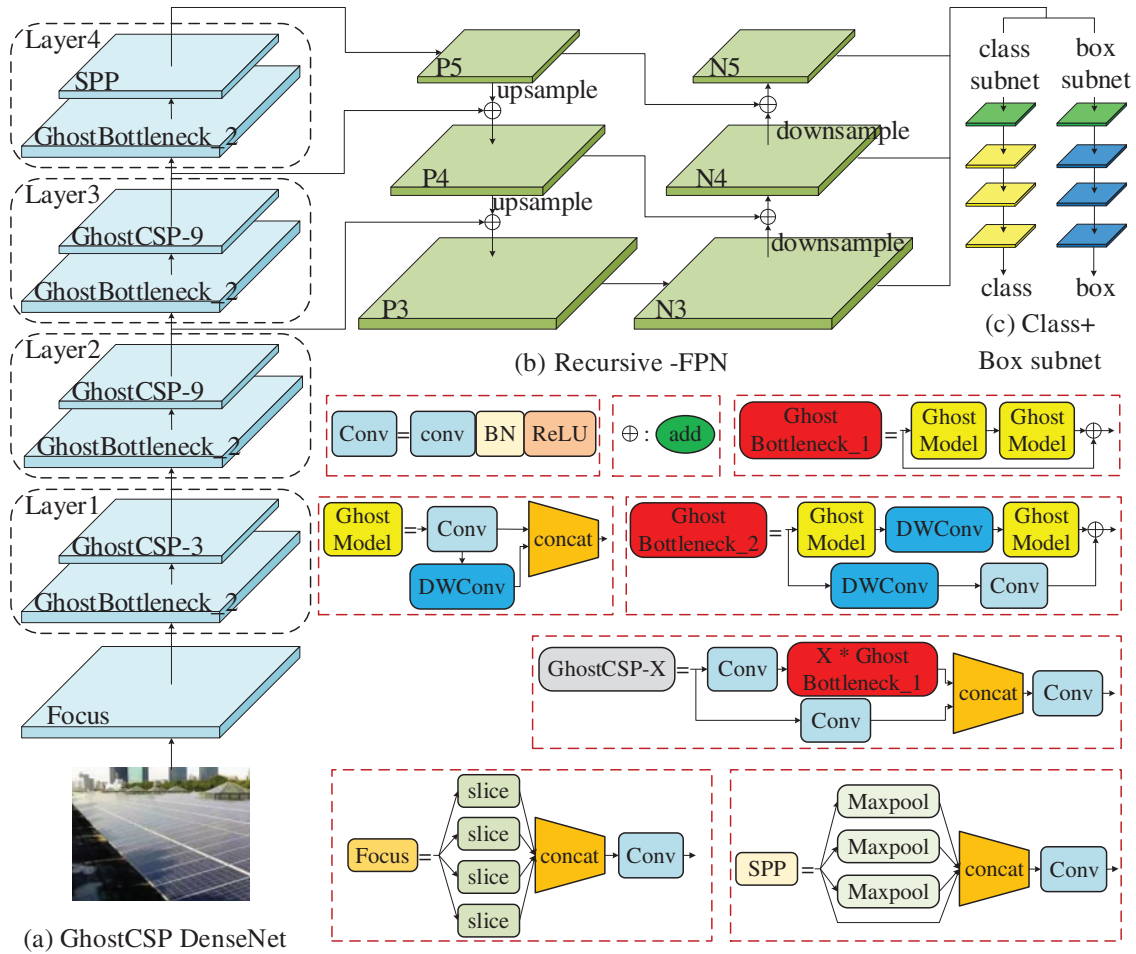 Layer4
SPP
GhostBottleneck_2
Layer3
GhostCSP-9
GhostBottleneck_2
Layer2
GhostCSP-9
GhostBottleneck_2
Layer1
GhostCSP-3
GhostBottleneck_2
Focus
(a) GhostCSP DenseNet
P5
upsample
P4
upsample
P3
N5
downsample
N4
downsample
N3
(b) Recursive -FPN
class
subnet
box
subnet
class
box
(c) Class+
Box subnet
Conv = conv BN ReLU
⊕ : add
Ghost
Bottleneck_1
=
Ghost
Model
Ghost
Model
Ghost
Model
=
Conv
DWConv
concat
Ghost
Bottleneck_2
=
Ghost
Model
DWConv
Ghost
Model
DWConv
Conv
GhostCSP-X
=
Conv
X * Ghost
Bottleneck_1
Conv
concat
Conv
Focus
=
slice
slice
slice
slice
concat
Conv
SPP
=
Maxpool
Maxpool
Maxpool
concat
Conv